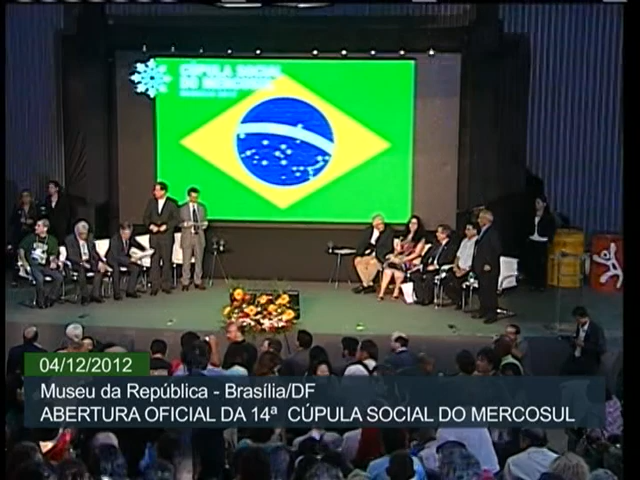 CÚPULA SOCIAL
DO MERCOSUL
04/12/2012
Museu da República - Brasília/DF
ABERTURA OFICIAL DA 14ª CÚPULA SOCIAL DO MERCOSUL